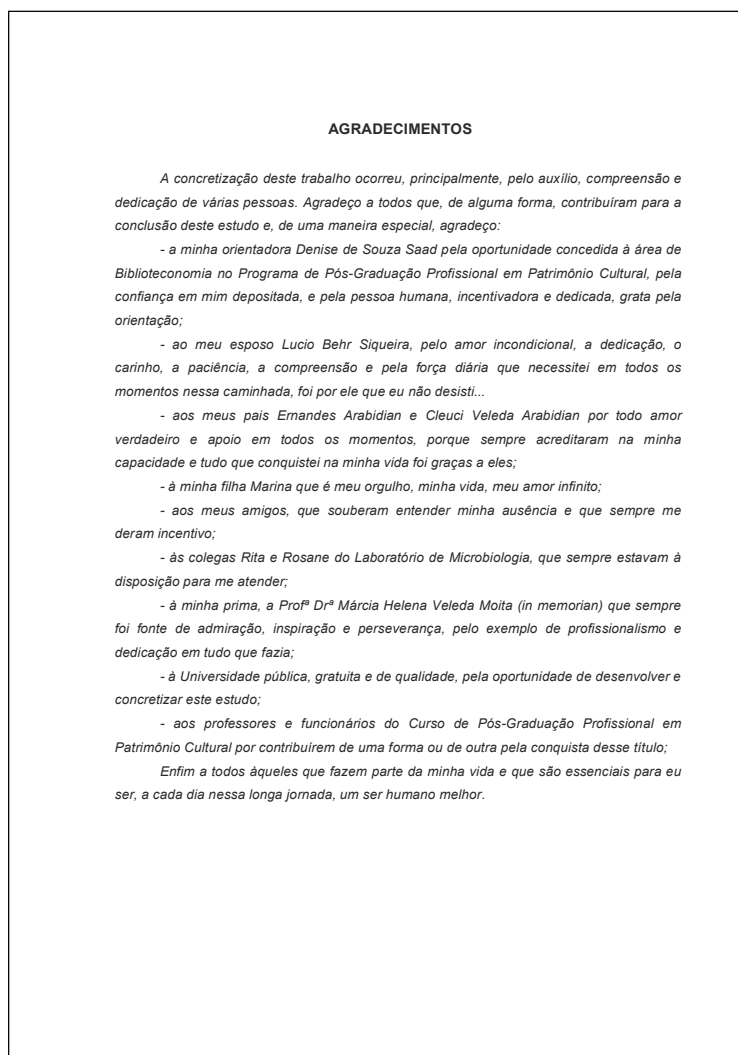 AGRADECIMENTOS
A concretização deste trabalho ocorreu, principalmente, pelo auxílio, compreensão e
dedicação de várias pessoas. Agradeço a todos que, de alguma forma, contribuíram para a
conclusão deste estudo e, de uma maneira especial, agradeço:
- a minha orientadora Denise de Souza Saad pela oportunidade concedida à área de
Biblioteconomia no Programa de Pós-Graduação Profissional em Patrimônio Cultural, pela
confiança em mim depositada, e pela pessoa humana, incentivadora e dedicada, grata pela
orientação;
- ao meu esposo Lucio Behr Siqueira, pelo amor incondicional, a dedicação, o
carinho, a paciência, a compreensão e pela força diária que necessitei em todos os
momentos nessa caminhada, foi por ele que eu não desisti...
- aos meus pais Ernandes Arabidian e Cleuci Veleda Arabidian por todo amor
verdadeiro e apoio em todos os momentos, porque sempre acreditaram na minha
capacidade e tudo que conquistei na minha vida foi graças a eles;
- à minha filha Marina que é meu orgulho, minha vida, meu amor infinito;
- aos meus amigos, que souberam entender minha ausência e que sempre me
deram incentivo;
- às colegas Rita e Rosane do Laboratório de Microbiologia, que sempre estavam à
disposição para me atender;
- à minha prima, a Profª Drª Márcia Helena Veleda Moita (in memorian) que sempre
foi fonte de admiração, inspiração e perseverança, pelo exemplo de profissionalismo e
dedicação em tudo que fazia;
- à Universidade pública, gratuita e de qualidade, pela oportunidade de desenvolver e
concretizar este estudo;
- aos professores e funcionários do Curso de Pós-Graduação Profissional em
Patrimônio Cultural por contribuírem de uma forma ou de outra pela conquista desse título;
Enfim a todos àqueles que fazem parte da minha vida e que são essenciais para eu
ser, a cada dia nessa longa jornada, um ser humano melhor.